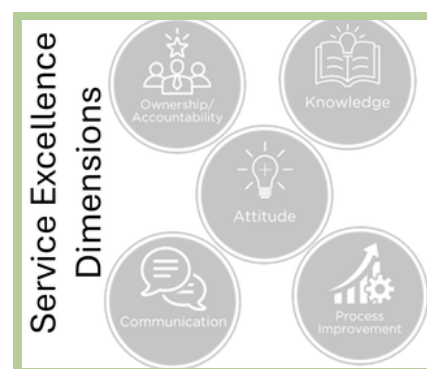 Service Excellence
Dimensions
Ownership/
Accountability
Knowledge
Attitude
Communication
Process
Improvement